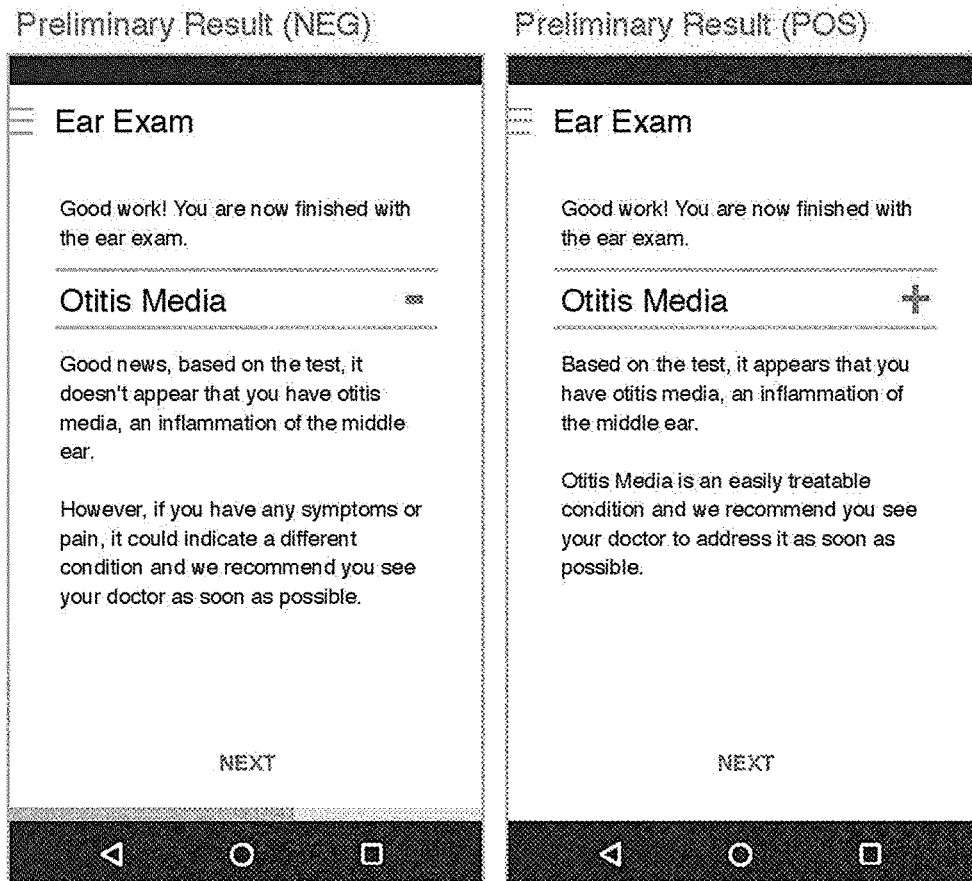 Preliminary Result (NEG)
Ear Exam
Good work! You are now finished with
the ear exam.
Otitis Media -
Good news, based on the test, it
doesn't appear that you have otitis
media, an inflammation of the middle
ear.
However, if you have any symptoms or
pain, it could indicate a different
condition and we recommend you see
your doctor as soon as possible.
NEXT
Preliminary Result (POS)
Ear Exam
Good work! You are now finished with
the ear exam.
Otitis Media +
Based on the test, it appears that you
have otitis media, an inflammation of
the middle ear.
Otitis Media is an easily treatable
condition and we recommend you see
your doctor to address it as soon as
possible.
NEXT